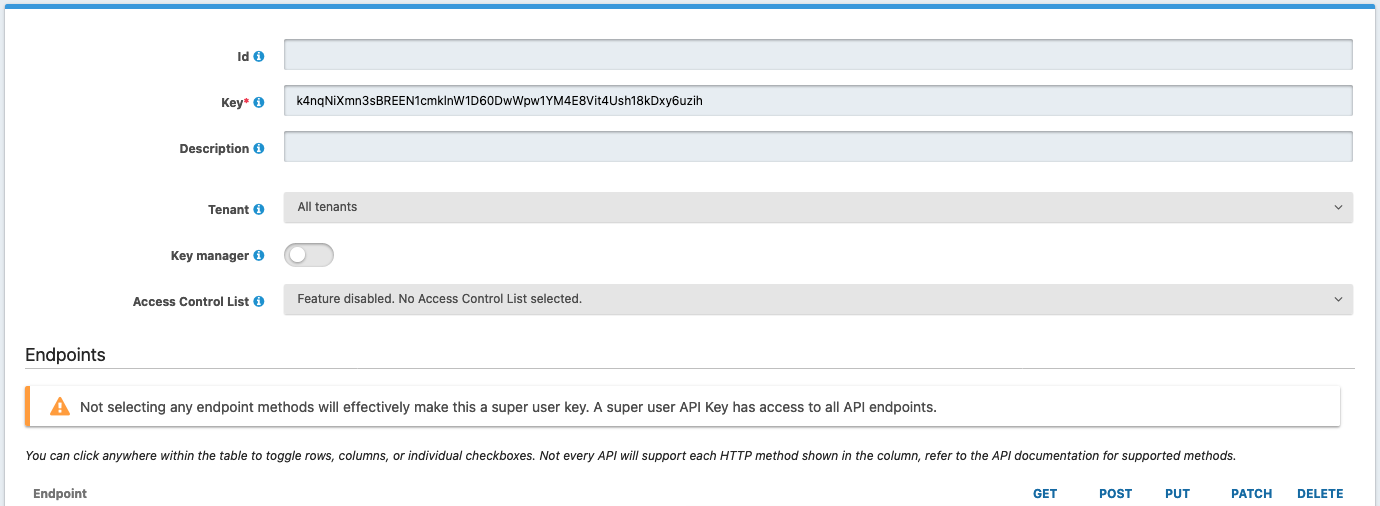 Id
Key* k4nqNiXmn3sBREEN1cmkInW1D60DwWpw1YM4E8Vit4Ush18kDxy6uzih
Description
Tenant All tenants
Key manager
Access Control List Feature disabled. No Access Control List selected.
Endpoints
Not selecting any endpoint methods will effectively make this a super user key. A super user API Key has access to all API endpoints.
You can click anywhere within the table to toggle rows, columns, or individual checkboxes. Not every API will support each HTTP method shown in the column, refer to the API documentation for supported methods.
Endpoint GET POST PUT PATCH DELETE